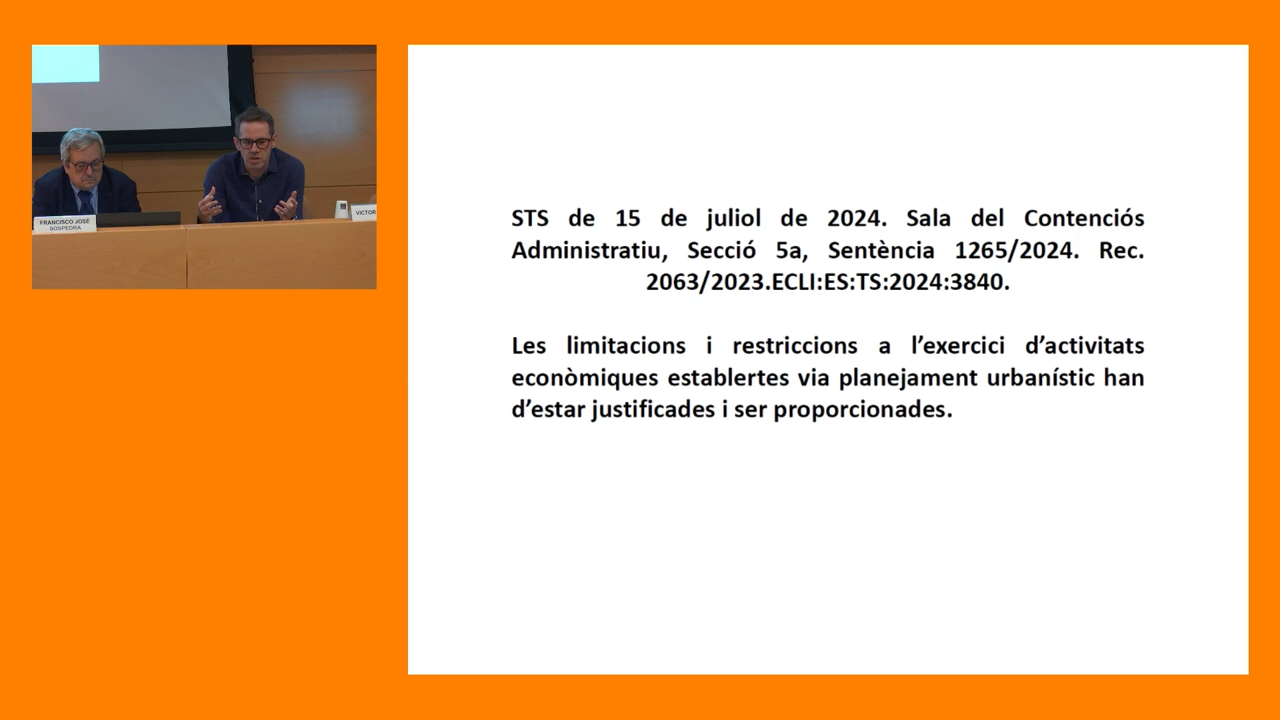 FRANCISCO JOSÉ
SOSPEDRA
VICTOR
STS de 15 de juliol de 2024. Sala del Contenciós
Administratiu, Secció 5a, Sentència 1265/2024. Rec.
2063/2023.ECLI:ES:TS:2024:3840.
Les limitacions i restriccions a l’exercici d’activitats
econòmiques establertes via planejament urbanístic han
d’estar justificades i ser proporcionades.